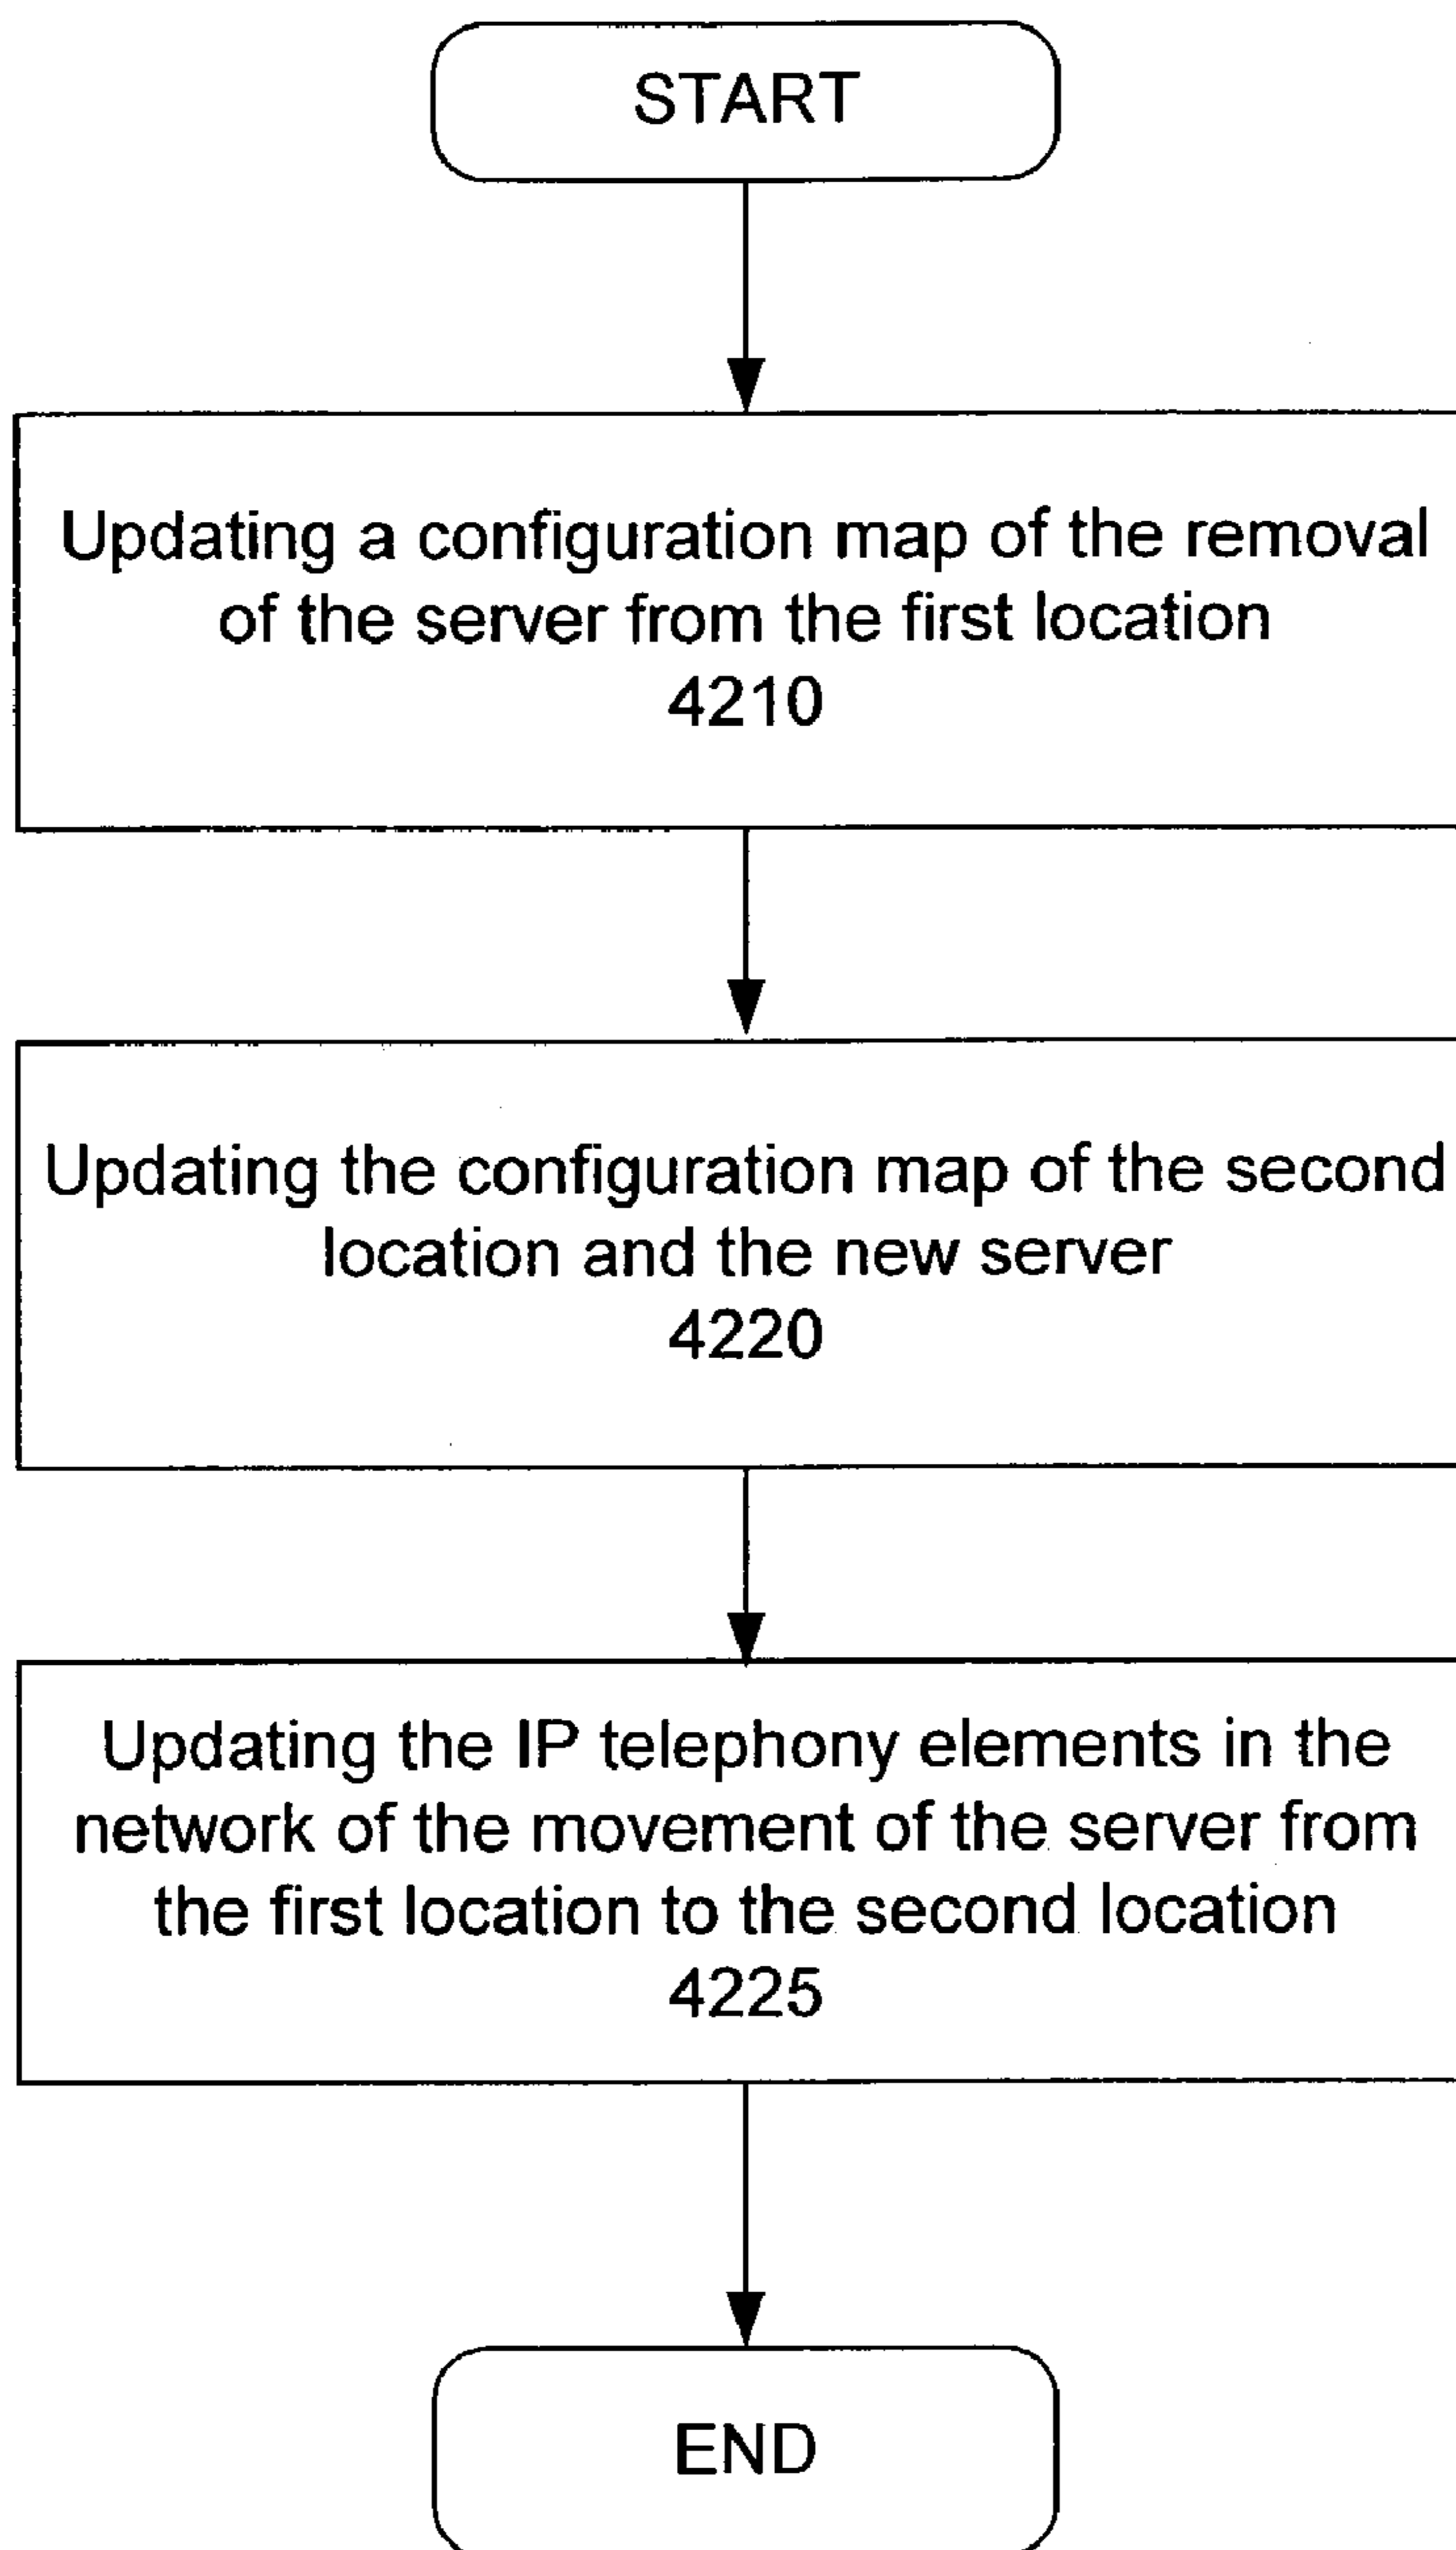 START
Updating a configuration map of the removal
of the server from the first location
4210
Updating the configuration map of the second
location and the new server
4220
Updating the IP telephony elements in the
network of the movement of the server from
the first location to the second location
4225
END